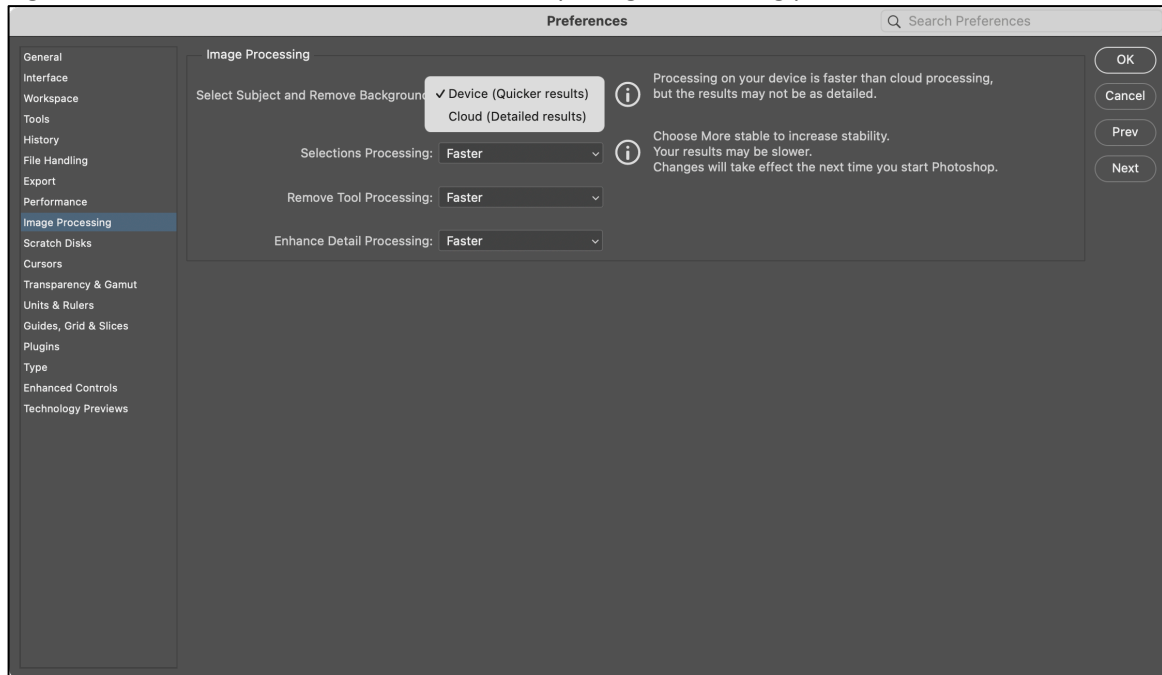 Preferences
Search Preferences
General
Interface
Workspace
Tools
History
File Handling
Export
Performance
Image Processing
Scratch Disks
Cursors
Transparency & Gamut
Units & Rulers
Guides, Grid & Slices
Plugins
Type
Enhanced Controls
Technology Previews
Image Processing
Select Subject and Remove Background
✓ Device (Quicker results)
Cloud (Detailed results)
Processing on your device is faster than cloud processing,
but the results may not be as detailed.
Selections Processing: Faster
Choose More stable to increase stability.
Your results may be slower.
Changes will take effect the next time you start Photoshop.
Remove Tool Processing: Faster
Enhance Detail Processing: Faster
OK
Cancel
Prev
Next